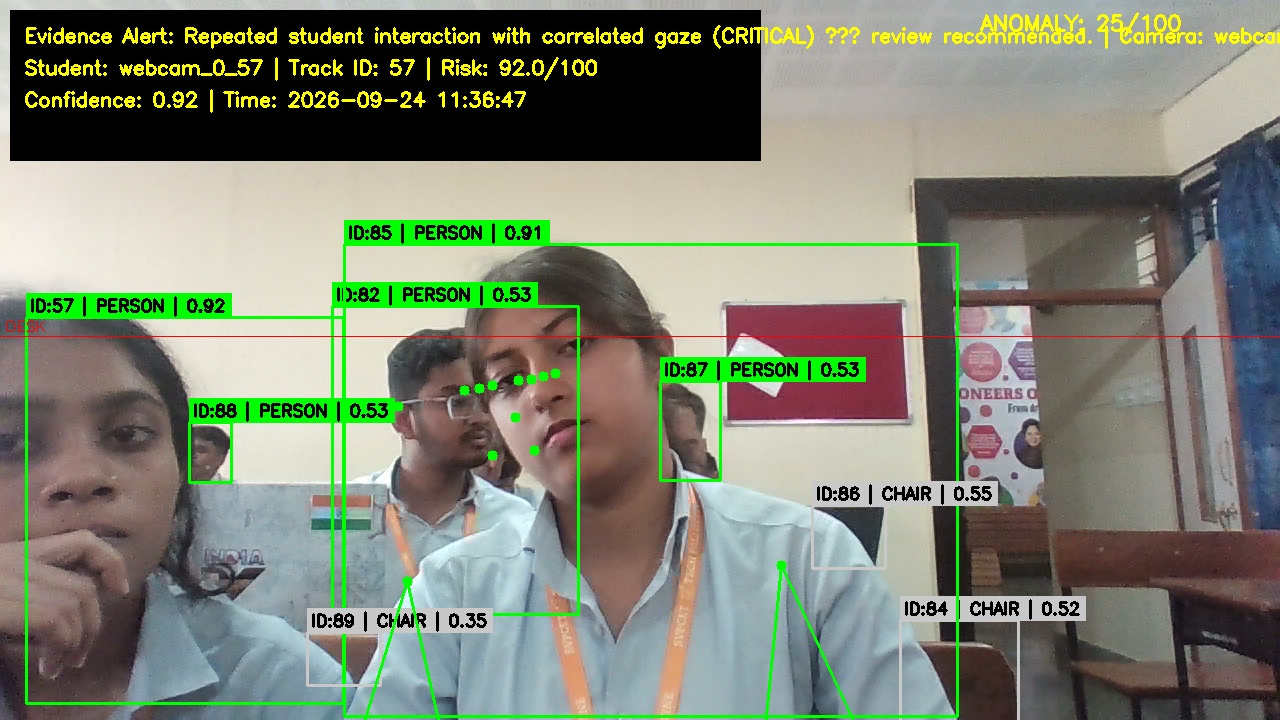 ANOMALY: 25/100
Evidence Alert: Repeated student interaction with correlated gaze (CRITICAL) ??? review recommended. | Camera: webcam
Student: webcam_0_57 | Track ID: 57 | Risk: 92.0/100
Confidence: 0.92 | Time: 2026-09-24 11:36:47
ID:85 | PERSON | 0.91
ID:82 | PERSON | 0.53
ID:57 | PERSON | 0.92
DESK
ID:87 | PERSON | 0.53
ID:88 | PERSON | 0.53
ONEERS O
From
ID:86 | CHAIR | 0.55
INDIA
ID:84 | CHAIR | 0.52
ID:89 | CHAIR | 0.35